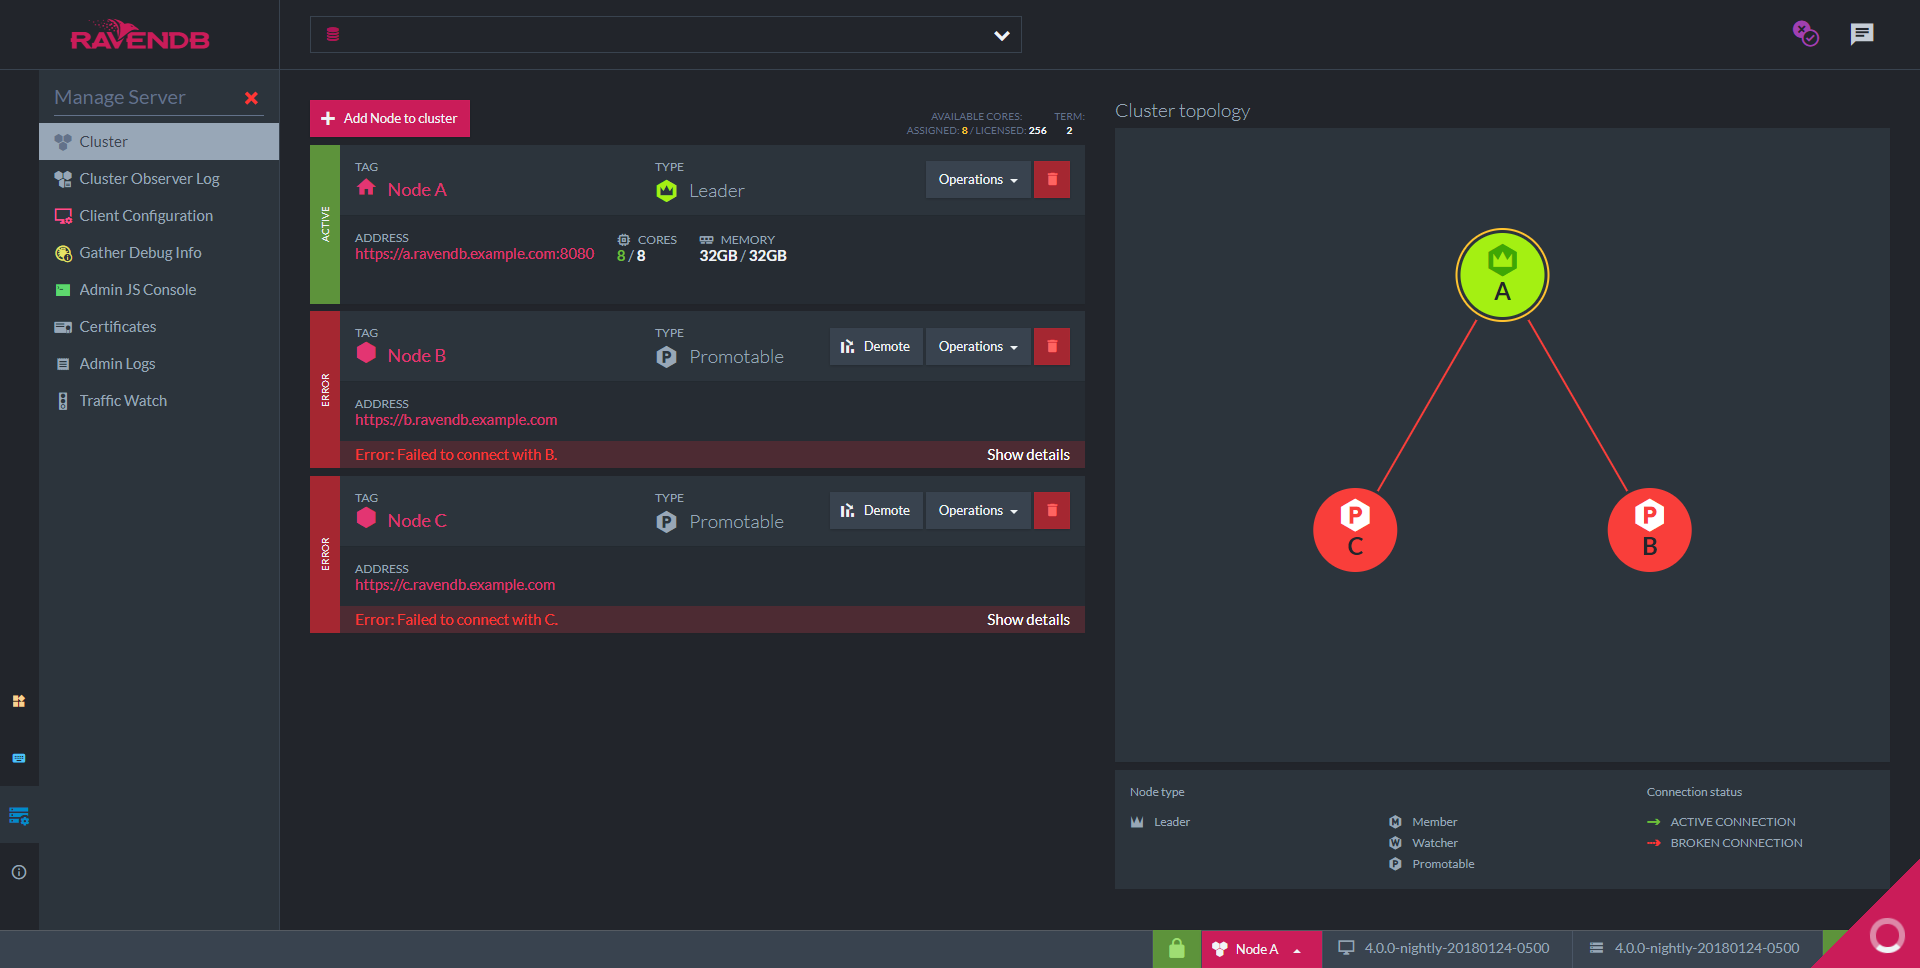 RAVENDB
Manage Server
Cluster
Cluster Observer Log
Client Configuration
Gather Debug Info
Admin JS Console
Certificates
Admin Logs
Traffic Watch
Add Node to cluster
AVAILABLE CORES:
ASSIGNED: 8 / LICENSED: 256
TERM:
2
ACTIVE
TAG
Node A
TYPE
Leader
Operations
ADDRESS
https://a.ravendb.example.com:8080
CORES
8 / 8
MEMORY
32GB / 32GB
ERROR
TAG
Node B
TYPE
P Promotable
Demote
Operations
ADDRESS
https://b.ravendb.example.com
Error: Failed to connect with B.
Show details
ERROR
TAG
Node C
TYPE
P Promotable
Demote
Operations
ADDRESS
https://c.ravendb.example.com
Error: Failed to connect with C.
Show details
Cluster topology
A
P
C
P
B
Node type
Leader
M Member
W Watcher
P Promotable
Connection status
ACTIVE CONNECTION
BROKEN CONNECTION
Node A
4.0.0-nightly-20180124-0500
4.0.0-nightly-20180124-0500